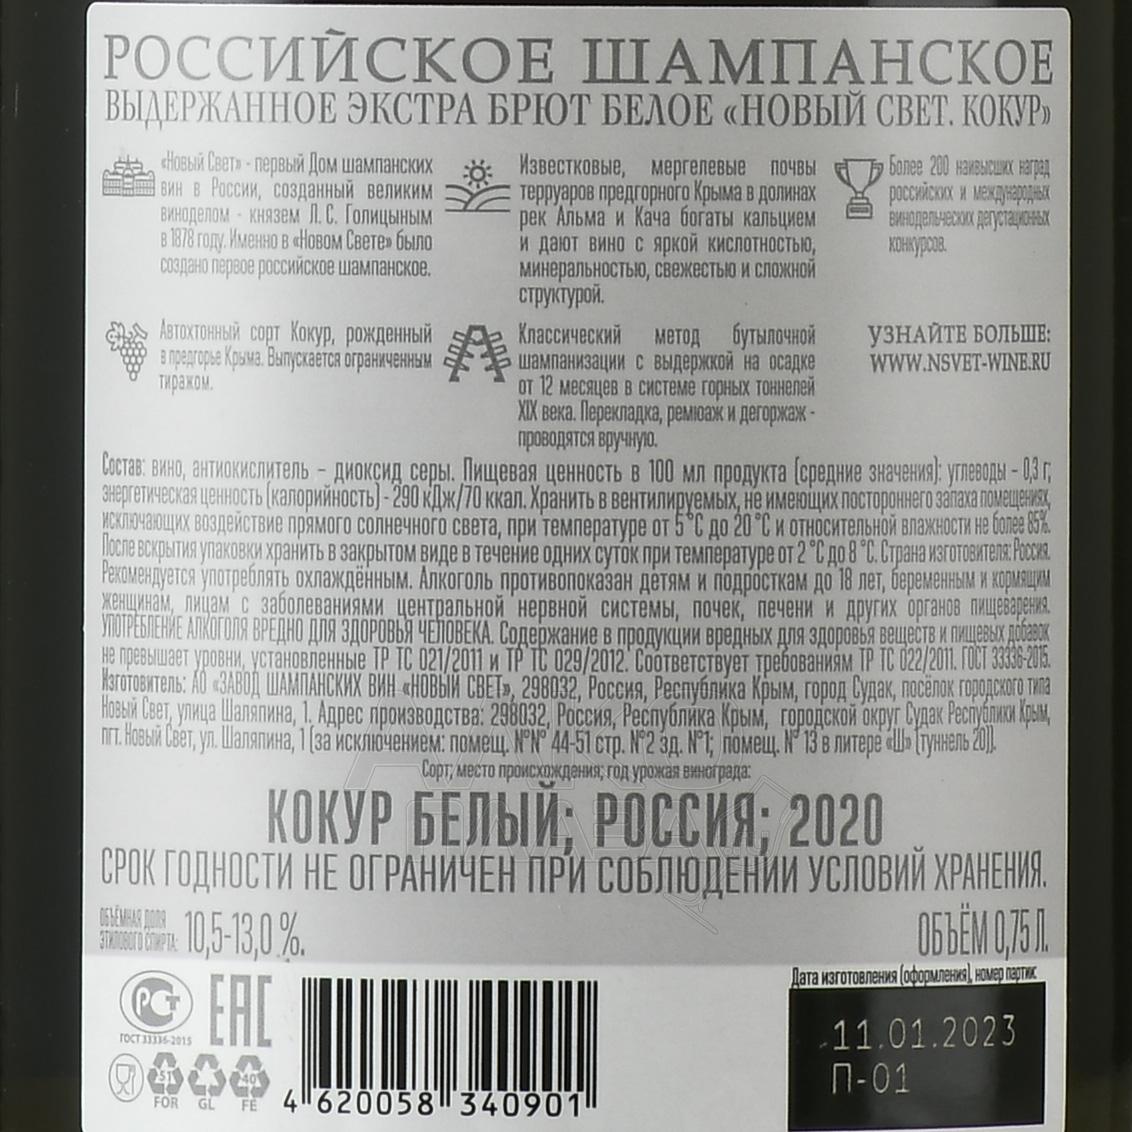 РОССИЙСКОЕ ШАМПАНСКОЕ
ВЫДЕРЖАННОЕ ЭКСТРА БРЮТ БЕЛОЕ «НОВЫЙ СВЕТ. КОКУР»
«Новый Свет» - первый Дом шампанских
вин в России, созданный великим
виноделом - князем Л. С. Голицыным
в 1878 году. Именно в «Новом Свете» было
создано первое российское шампанское.
Известковые, мергелевые почвы
терруаров предгорного Крыма в долинах
рек Альма и Кача богаты кальцием
и дают вино с яркой кислотностью,
минеральностью, свежестью и сложной
структурой.
Более 200 наивысших наград
российских и международных
винодельческих дегустационных
конкурсов.
Автохтонный сорт Кокур, рожденный
в предгорье Крыма. Выпускается ограниченным
тиражом.
Классический метод бутылочной
шампанизации с выдержкой на осадке
от 12 месяцев в системе горных тоннелей
XIX века. Перекладка, ремюаж и дегоржаж -
проводятся вручную.
УЗНАЙТЕ БОЛЬШЕ:
WWW.NSVET-WINE.RU
Состав: вино, антиокислитель – диоксид серы. Пищевая ценность в 100 мл продукта (средние значения): углеводы - 0,3 г;
энергетическая ценность (калорийность) - 290 кДж/70 ккал. Хранить в вентилируемых, не имеющих постороннего запаха помещениях,
исключающих воздействие прямого солнечного света, при температуре от 5 °С до 20 °С и относительной влажности не более 85%.
После вскрытия упаковки хранить в закрытом виде в течение одних суток при температуре от 2 °С до 8 °С. Страна изготовителя: Россия.
Рекомендуется употреблять охлаждённым. Алкоголь противопоказан детям и подросткам до 18 лет, беременным и кормящим
женщинам, лицам с заболеваниями центральной нервной системы, почек, печени и других органов пищеварения.
УПОТРЕБЛЕНИЕ АЛКОГОЛЯ ВРЕДНО ДЛЯ ЗДОРОВЬЯ ЧЕЛОВЕКА. Содержание в продукции вредных для здоровья веществ и пищевых добавок
не превышает уровни, установленные ТР ТС 021/2011 и ТР ТС 029/2012. Соответствует требованиям ТР ТС 022/2011. ГОСТ 33336-2015.
Изготовитель: АО «ЗАВОД ШАМПАНСКИХ ВИН «НОВЫЙ СВЕТ», 298032, Россия, Республика Крым, город Судак, посёлок городского типа
Новый Свет, улица Шаляпина, 1. Адрес производства: 298032, Россия, Республика Крым, городской округ Судак Республики Крым,
пгт. Новый Свет, ул. Шаляпина, 1 (за исключением: помещ. №№ 44-51 стр. №2 зд. №1; помещ. № 13 в литере «Ш» (туннель 20)).
Сорт; место происхождения; год урожая винограда:
КОКУР БЕЛЫЙ; РОССИЯ; 2020
СРОК ГОДНОСТИ НЕ ОГРАНИЧЕН ПРИ СОБЛЮДЕНИИ УСЛОВИЙ ХРАНЕНИЯ.
ОБЪЁМНАЯ ДОЛЯ
ЭТИЛОВОГО СПИРТА: 10,5-13,0 %.
ОБЪЁМ 0,75 Л.
Дата изготовления (оформления), номер партии:
11.01.2023
П-01
РСТ
ГОСТ 33336-2015
ЕАС
51
FOR
GL
40
FE
4 620058 340901